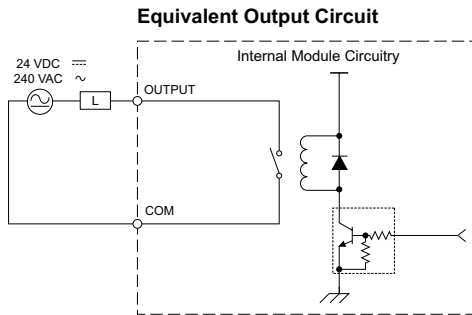 Equivalent Output Circuit
Internal Module Circuitry
24 VDC ⎓
240 VAC ∿
OUTPUT
L
COM